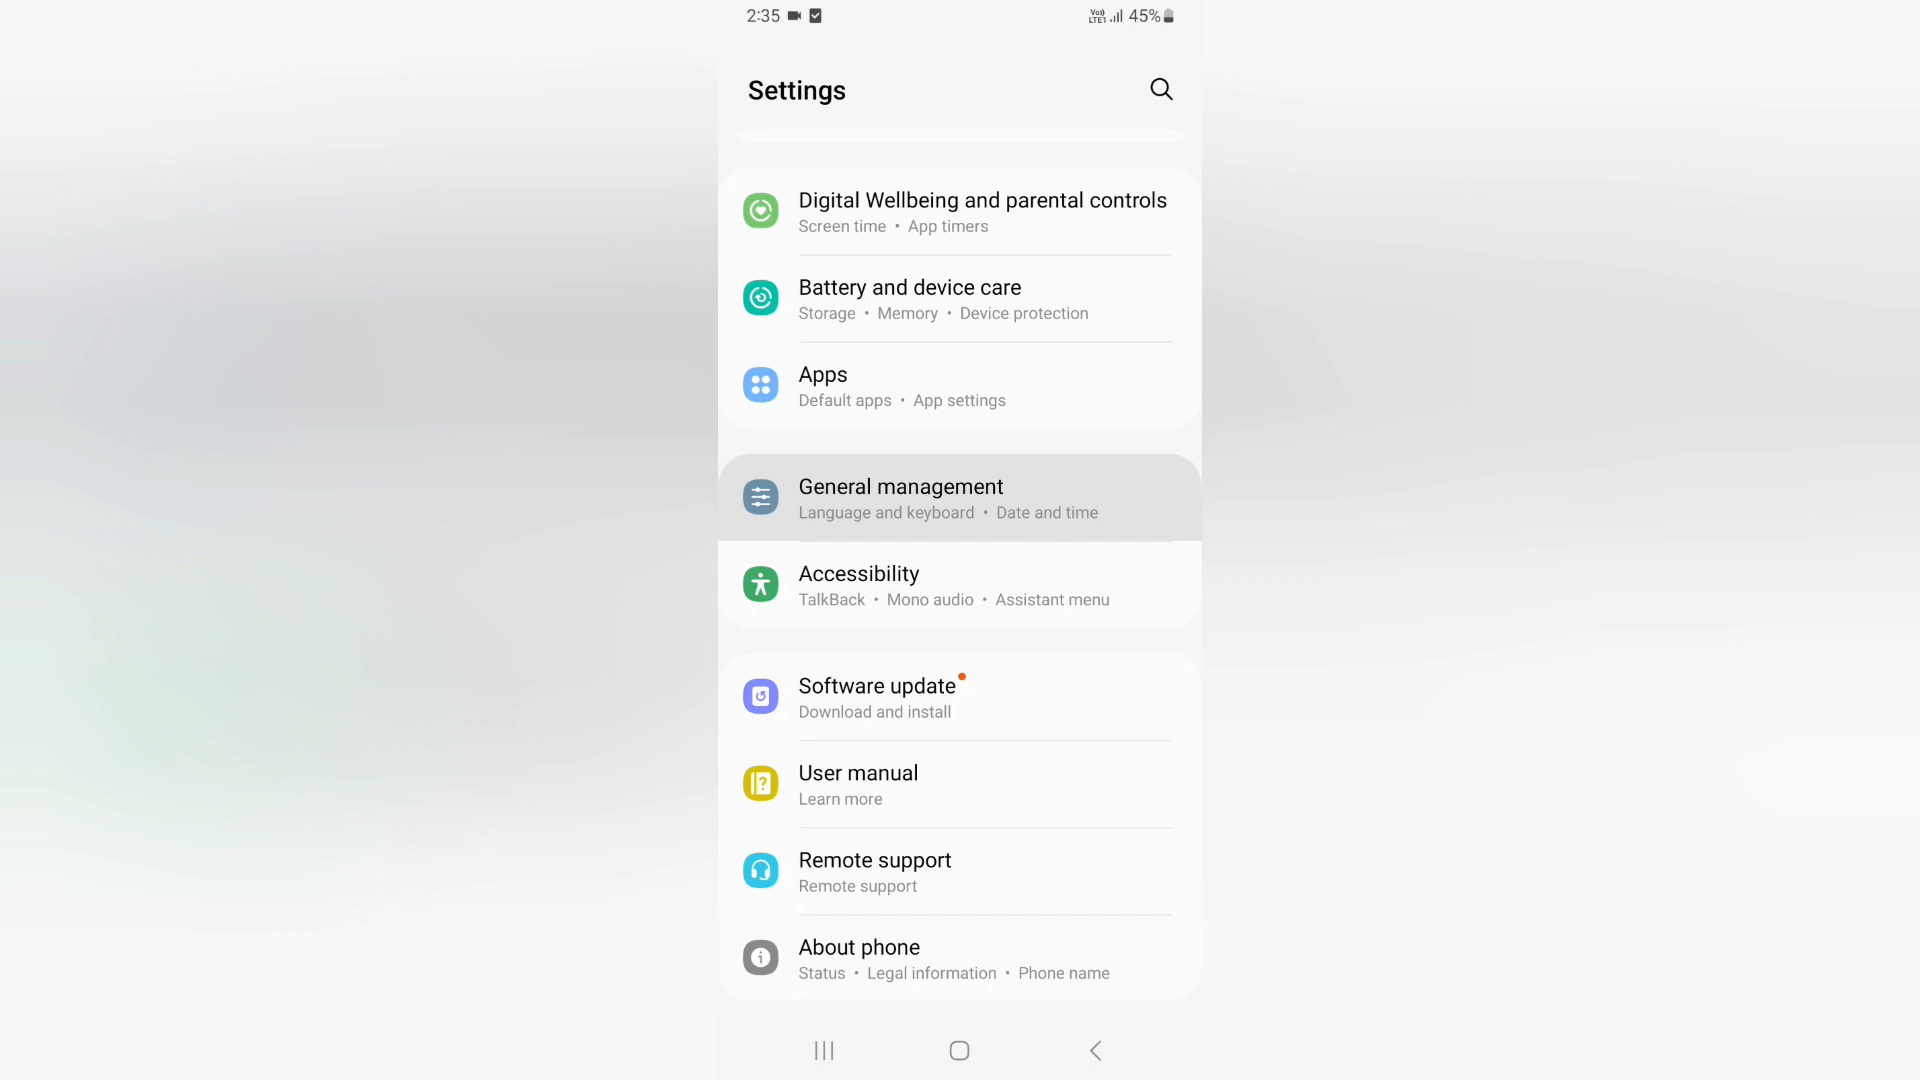 2:35
Vo)) LTE1 45%
Settings
Digital Wellbeing and parental controls
Screen time • App timers
Battery and device care
Storage • Memory • Device protection
Apps
Default apps • App settings
General management
Language and keyboard • Date and time
Accessibility
TalkBack • Mono audio • Assistant menu
Software update
Download and install
User manual
Learn more
Remote support
Remote support
About phone
Status • Legal information • Phone name